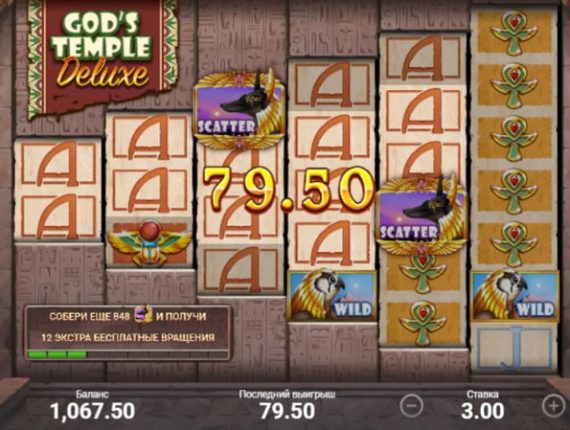 GOD'S
TEMPLE
Deluxe
SCATTER
79.50
SCATTER
WILD
WILD
A A A A A
A A A A A
A A
A A
J
СОБЕРИ ЕЩЕ 848 И ПОЛУЧИ
12 ЭКСТРА БЕСПЛАТНЫЕ ВРАЩЕНИЯ
Баланс
1,067.50
Последний выигрыш
79.50
Ставка
3.00